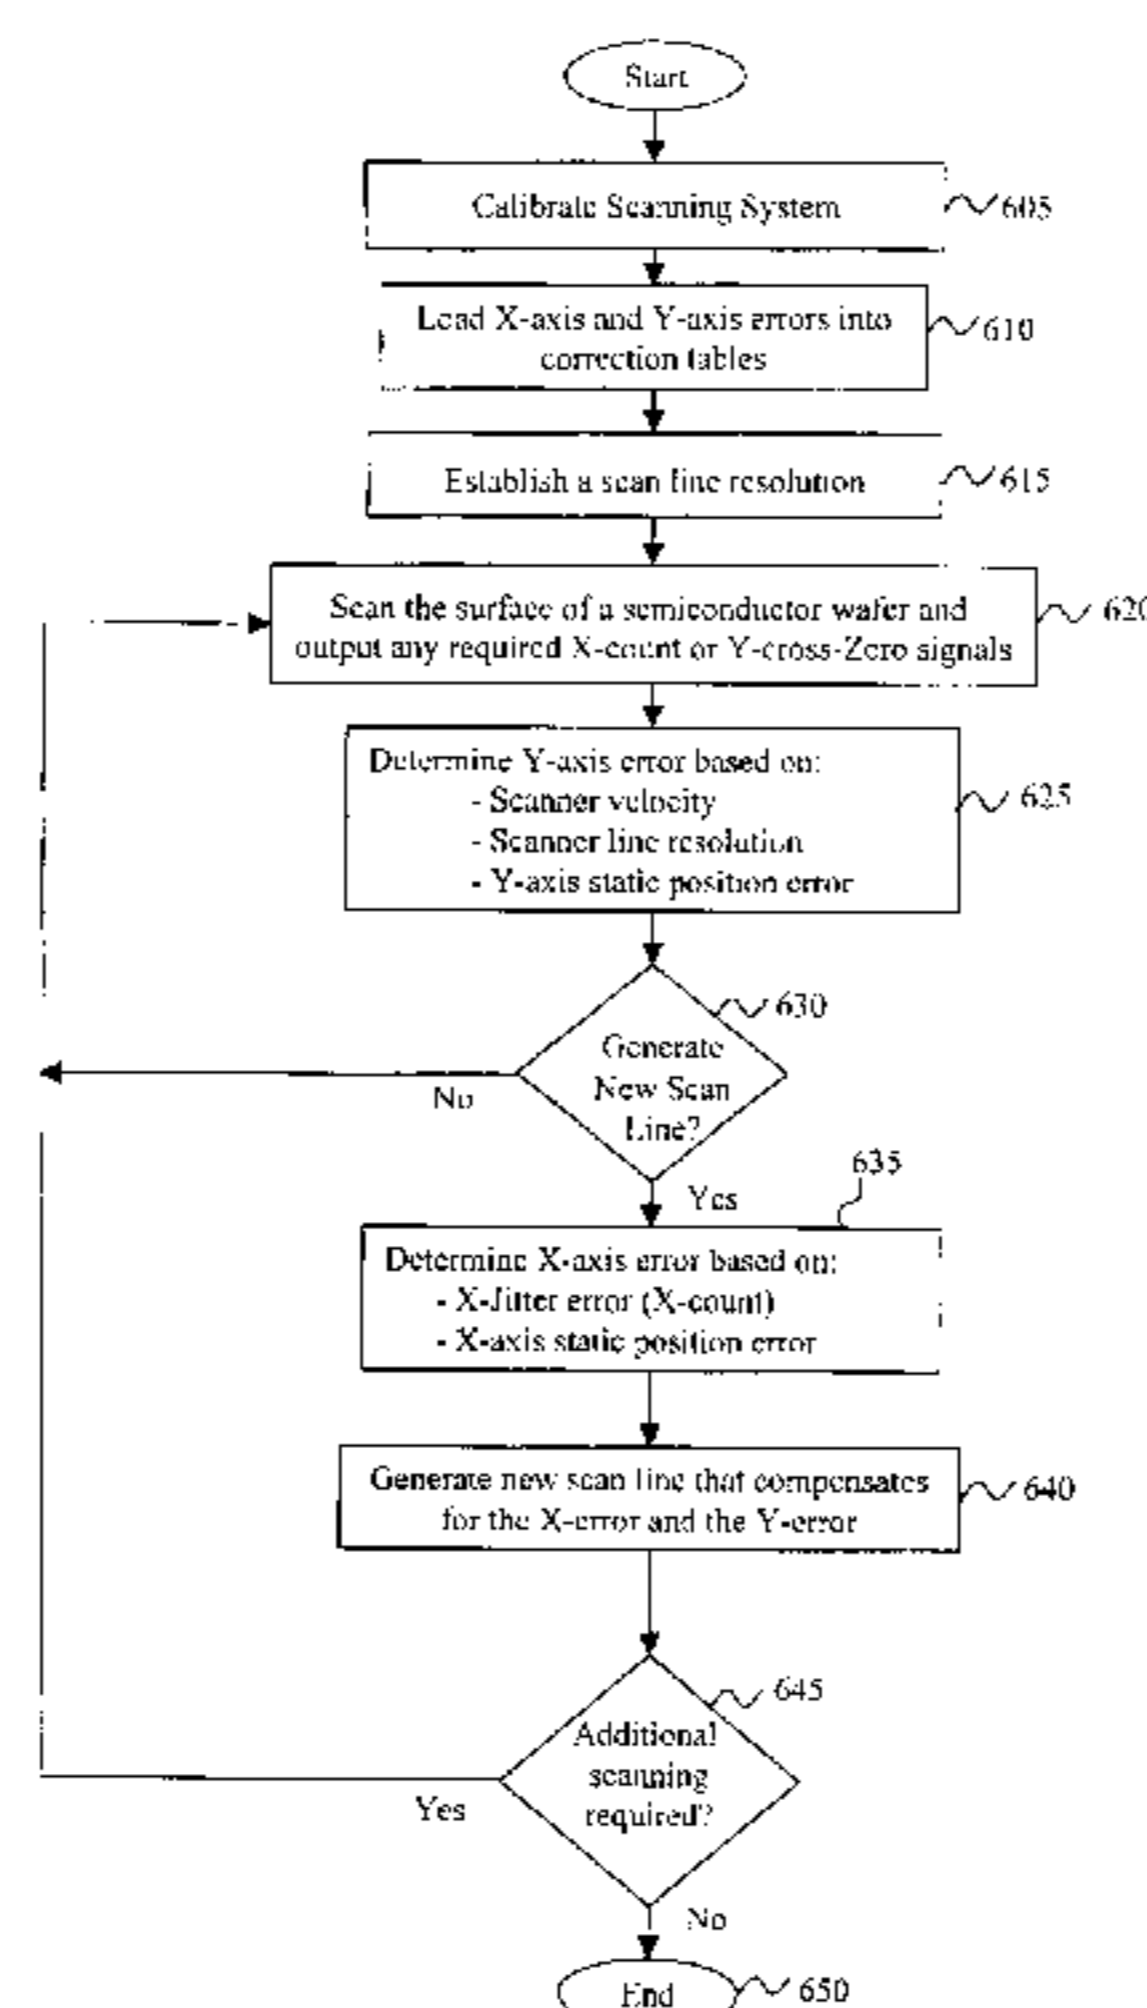 Start
Calibrate Scanning System
605
Load X-axis and Y-axis errors into
correction tables
610
Establish a scan line resolution
615
Scan the surface of a semiconductor wafer and
output any required X-count or Y-cross-Zero signals
620
Determine Y-axis error based on:
- Scanner velocity
- Scanner line resolution
- Y-axis static position error
625
630
Generate
New Scan
Line?
No
Yes
635
Determine X-axis error based on:
- X-Jitter error (X-count)
- X-axis static position error
Generate new scan line that compensates
for the X-error and the Y-error
640
645
Additional
scanning
required?
Yes
No
End
650